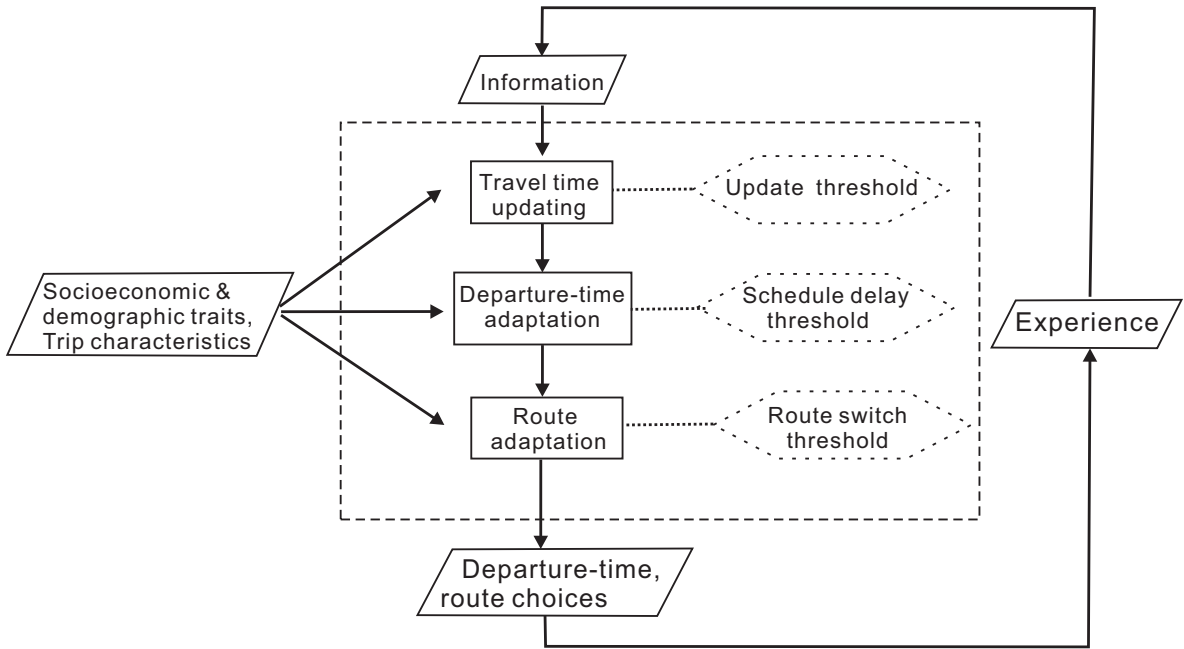 Information
Travel time
updating
Update threshold
Socioeconomic &
demographic traits,
Trip characteristics
Departure-time
adaptation
Schedule delay
threshold
Experience
Route
adaptation
Route switch
threshold
Departure-time,
route choices